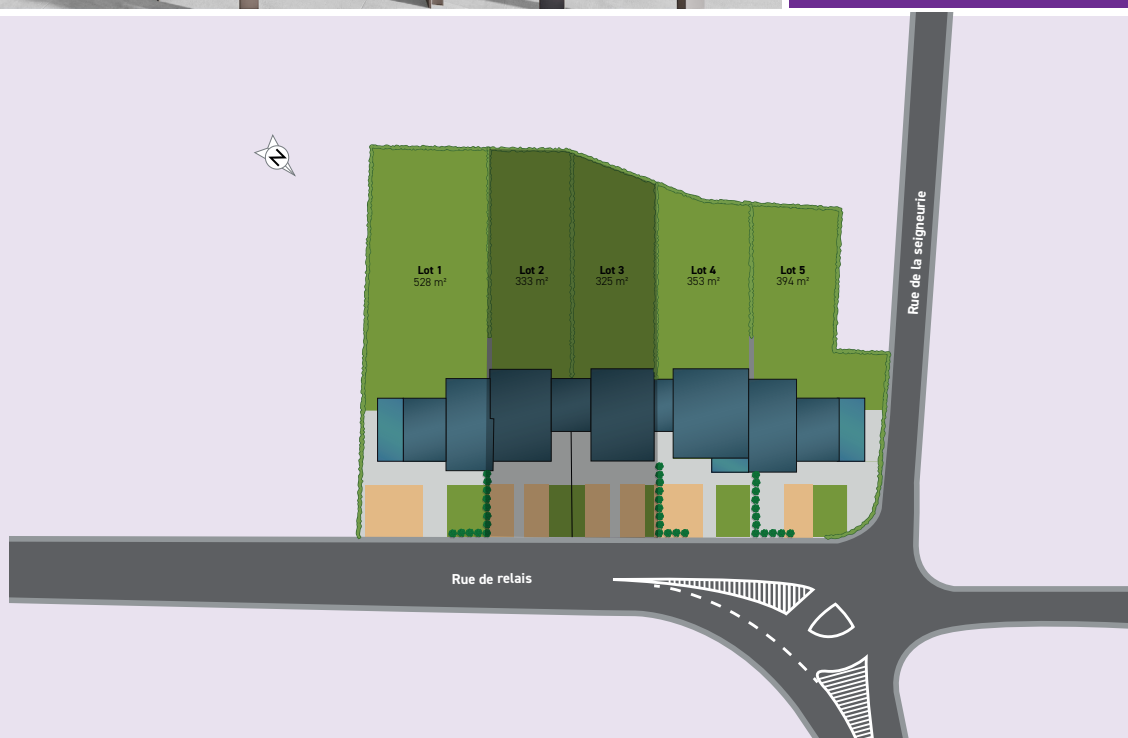 N
Lot 1
528 m²
Lot 2
333 m²
Lot 3
325 m²
Lot 4
353 m²
Lot 5
394 m²
Rue de la seigneurie
Rue de relais